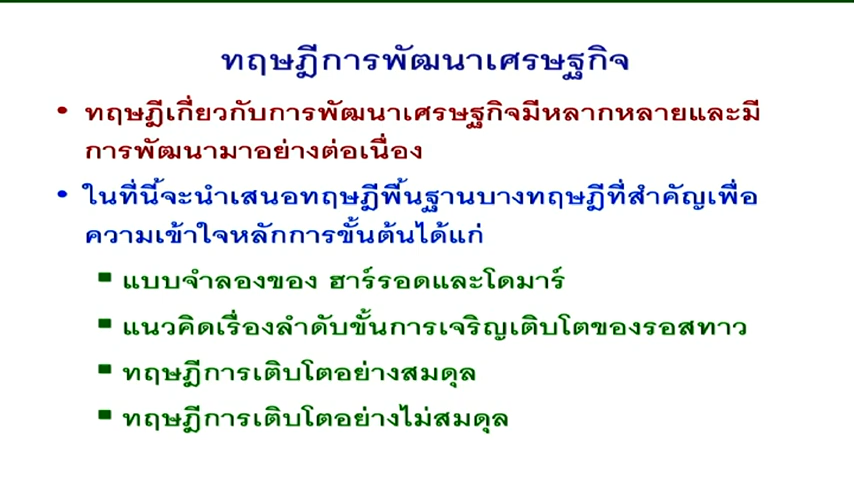 ทฤษฎีการพัฒนาเศรษฐกิจ
• ทฤษฎีเกี่ยวกับการพัฒนาเศรษฐกิจมีหลากหลายและมี
การพัฒนามาอย่างต่อเนื่อง
• ในที่นี้จะนำเสนอทฤษฎีพื้นฐานบางทฤษฎีที่สำคัญเพื่อ
ความเข้าใจหลักการขั้นต้นได้แก่
▪ แบบจำลองของ ฮาร์รอดและโดมาร์
▪ แนวคิดเรื่องลำดับขั้นการเจริญเติบโตของรอสทาว
▪ ทฤษฎีการเติบโตอย่างสมดุล
▪ ทฤษฎีการเติบโตอย่างไม่สมดุล